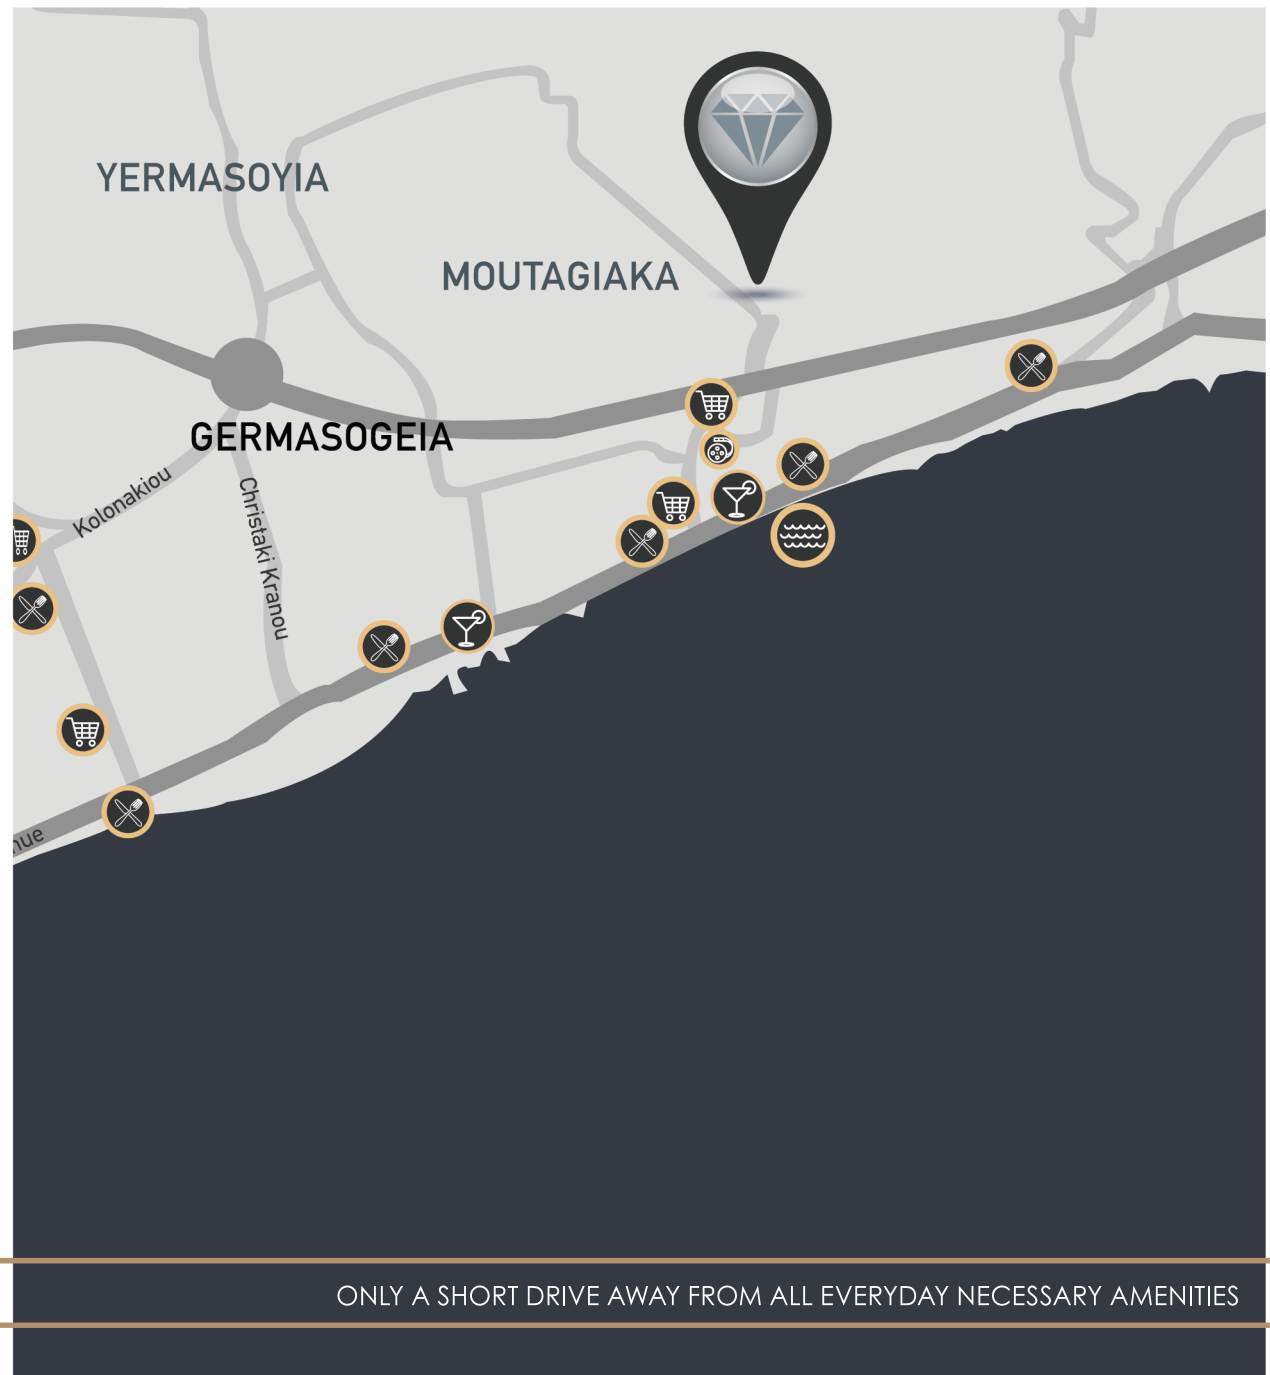 YERMASOYIA
MOUTAGIAKA
GERMASOGEIA
Kolonakiou
Christaki Kranou
ONLY A SHORT DRIVE AWAY FROM ALL EVERYDAY NECESSARY AMENITIES